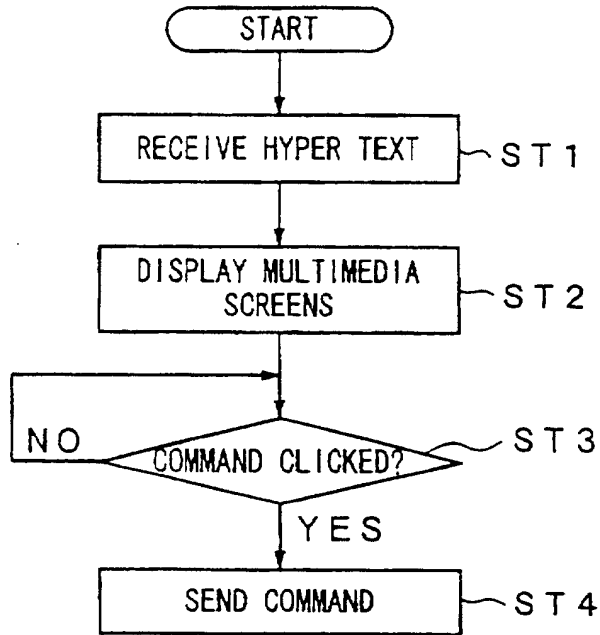 START
RECEIVE HYPER TEXT
ST1
DISPLAY MULTIMEDIA
SCREENS
ST2
NO
COMMAND CLICKED?
ST3
YES
SEND COMMAND
ST4